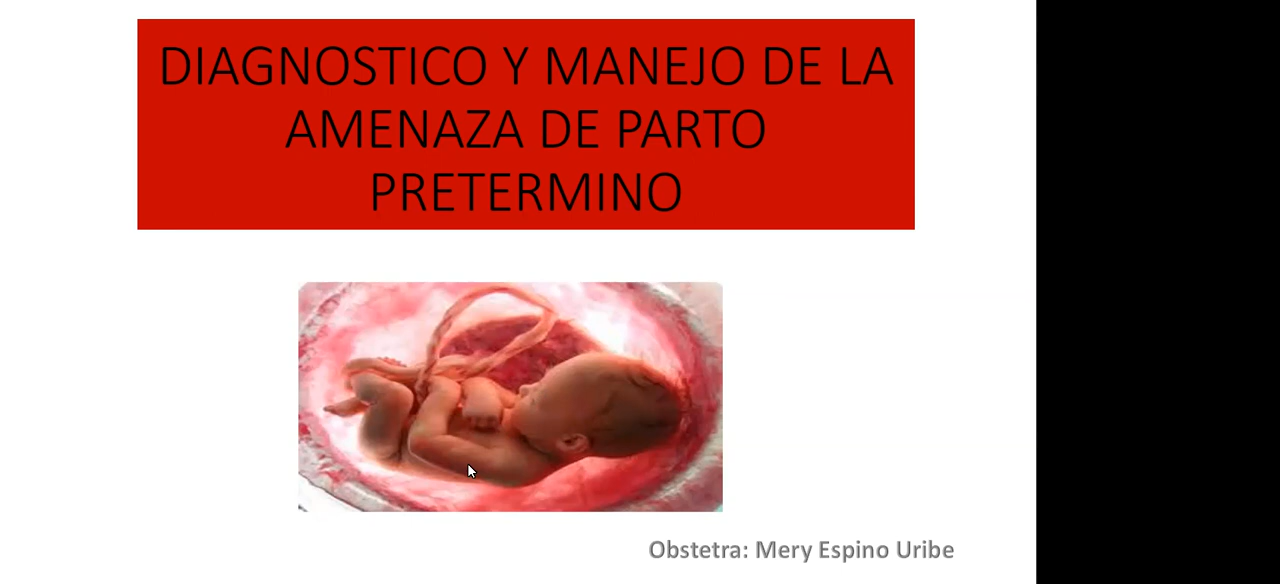 DIAGNOSTICO Y MANEJO DE LA
AMENAZA DE PARTO
PRETERMINO
Obstetra: Mery Espino Uribe